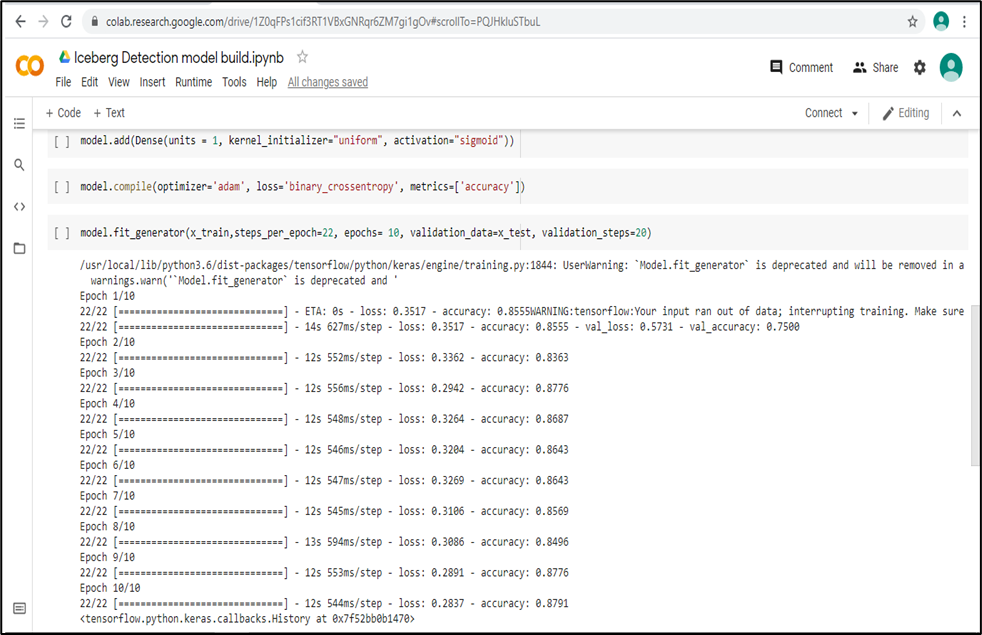 colab.research.google.com/drive/1Z0qFPs1cif3RT1VBxGNRqr6ZM7gi1gOv#scrollTo=PQJHkluSTbuL
CO
Iceberg Detection model build.ipynb
File Edit View Insert Runtime Tools Help All changes saved
Comment Share
+ Code + Text
Connect Editing
[ ] model.add(Dense(units = 1, kernel_initializer="uniform", activation="sigmoid"))
[ ] model.compile(optimizer='adam', loss='binary_crossentropy', metrics=['accuracy'])
[ ] model.fit_generator(x_train,steps_per_epoch=22, epochs= 10, validation_data=x_test, validation_steps=20)
/usr/local/lib/python3.6/dist-packages/tensorflow/python/keras/engine/training.py:1844: UserWarning: `Model.fit_generator` is deprecated and will be removed in a
warnings.warn('`Model.fit_generator` is deprecated and '
Epoch 1/10
22/22 [==============================] - ETA: 0s - loss: 0.3517 - accuracy: 0.8555WARNING:tensorflow:Your input ran out of data; interrupting training. Make sure
22/22 [==============================] - 14s 627ms/step - loss: 0.3517 - accuracy: 0.8555 - val_loss: 0.5731 - val_accuracy: 0.7500
Epoch 2/10
22/22 [==============================] - 12s 552ms/step - loss: 0.3362 - accuracy: 0.8363
Epoch 3/10
22/22 [==============================] - 12s 556ms/step - loss: 0.2942 - accuracy: 0.8776
Epoch 4/10
22/22 [==============================] - 12s 548ms/step - loss: 0.3264 - accuracy: 0.8687
Epoch 5/10
22/22 [==============================] - 12s 546ms/step - loss: 0.3204 - accuracy: 0.8643
Epoch 6/10
22/22 [==============================] - 12s 547ms/step - loss: 0.3269 - accuracy: 0.8643
Epoch 7/10
22/22 [==============================] - 12s 545ms/step - loss: 0.3106 - accuracy: 0.8569
Epoch 8/10
22/22 [==============================] - 13s 594ms/step - loss: 0.3086 - accuracy: 0.8496
Epoch 9/10
22/22 [==============================] - 12s 553ms/step - loss: 0.2891 - accuracy: 0.8776
Epoch 10/10
22/22 [==============================] - 12s 544ms/step - loss: 0.2837 - accuracy: 0.8791
<tensorflow.python.keras.callbacks.History at 0x7f52bb0b1470>